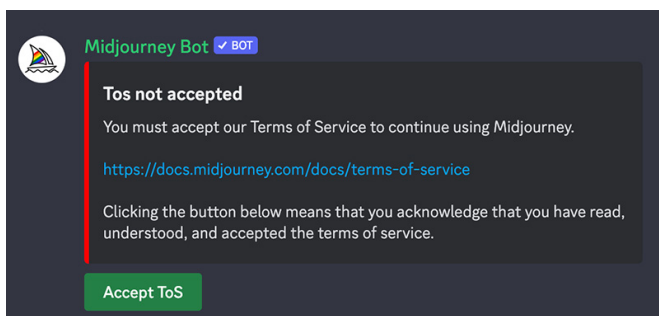 Midjourney Bot ✓ BOT
Tos not accepted
You must accept our Terms of Service to continue using Midjourney.
https://docs.midjourney.com/docs/terms-of-service
Clicking the button below means that you acknowledge that you have read,
understood, and accepted the terms of service.
Accept ToS